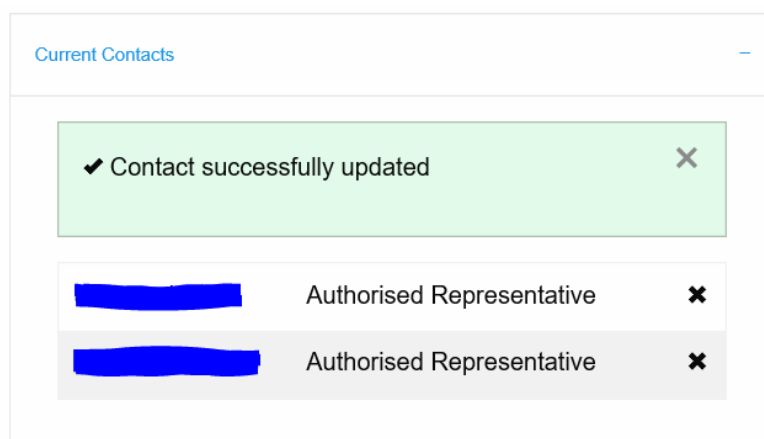 Current Contacts
Contact successfully updated
Authorised Representative
Authorised Representative